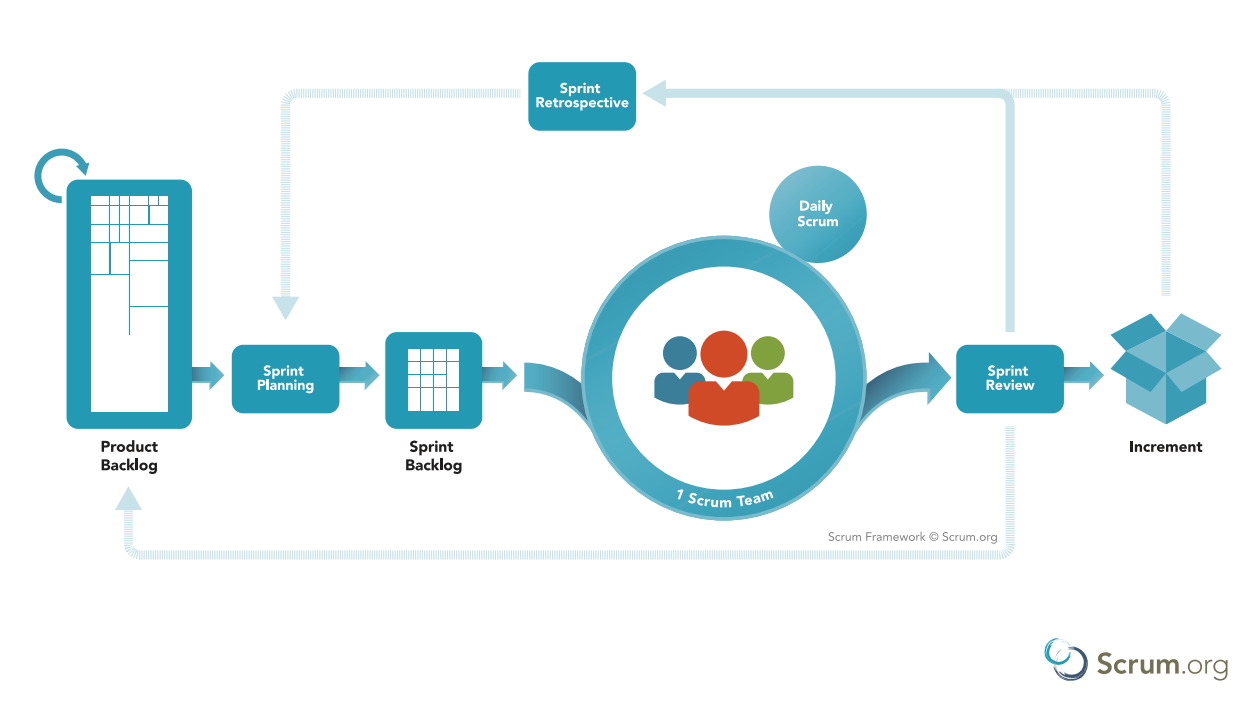 Sprint
Retrospective
Daily
Scrum
Sprint
Planning
Sprint
Review
Product
Backlog
Sprint
Backlog
1 Scrum Team
Increment
Scrum Framework © Scrum.org
Scrum.org